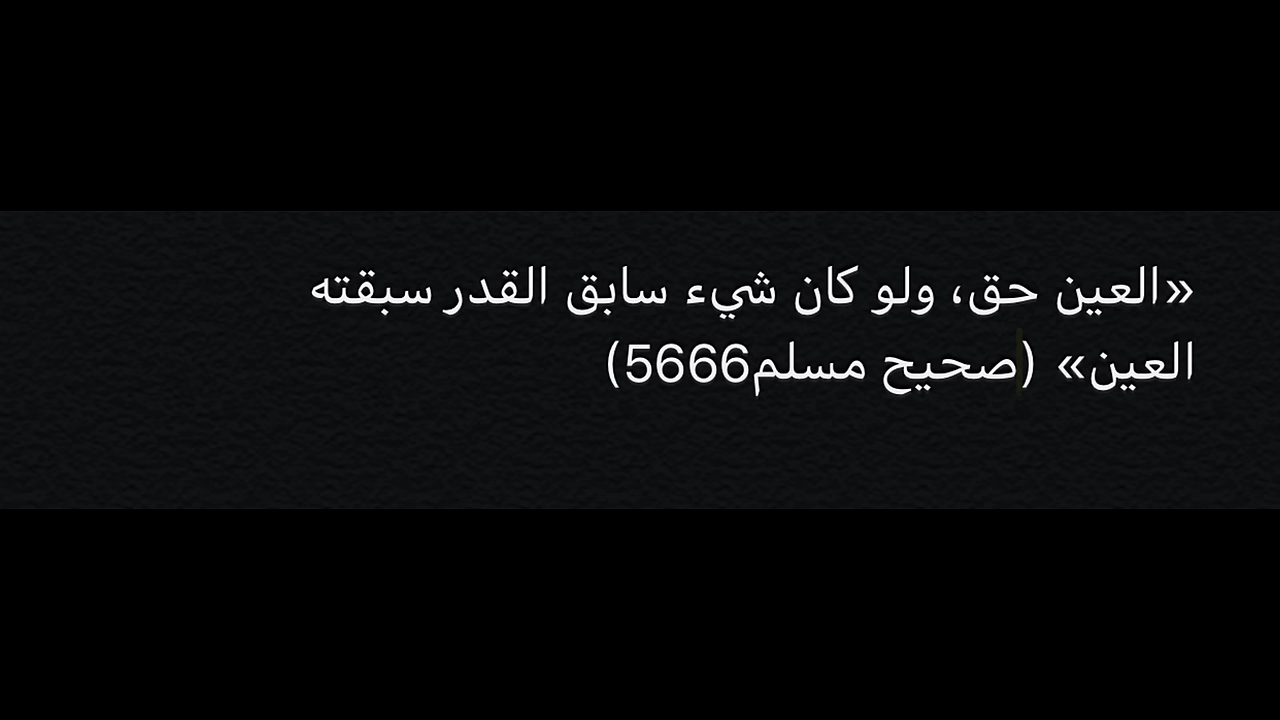 «العين حق، ولو كان شيء سابق القدر سبقته
العين» (صحيح مسلم5666)